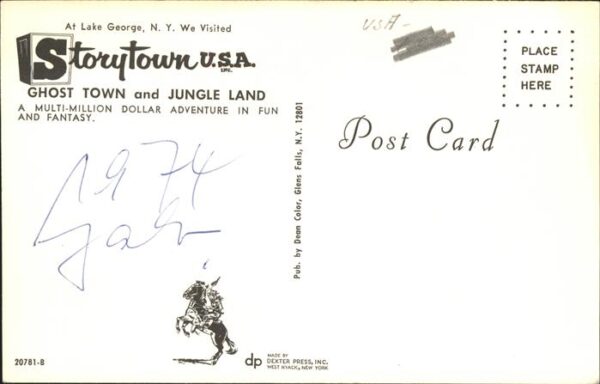 At Lake George, N. Y. We Visited
Storytown U.S.A. INC.
GHOST TOWN and JUNGLE LAND
A MULTI-MILLION DOLLAR ADVENTURE IN FUN
AND FANTASY.
1974
USA-
PLACE
STAMP
HERE
Post Card
Pub. by Dean Color, Glens Falls, N.Y. 12801
20781-B
dp
MADE BY
DEXTER PRESS, INC.
WEST NYACK, NEW YORK